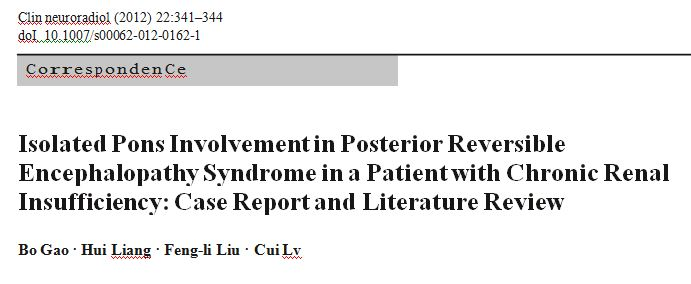 Clin neuroradiol (2012) 22:341–344
doI. 10.1007/s00062-012-0162-1
CorrespondenCe
Isolated Pons Involvement in Posterior Reversible
Encephalopathy Syndrome in a Patient with Chronic Renal
Insufficiency: Case Report and Literature Review
Bo Gao · Hui Liang · Feng-li Liu · Cui Lv